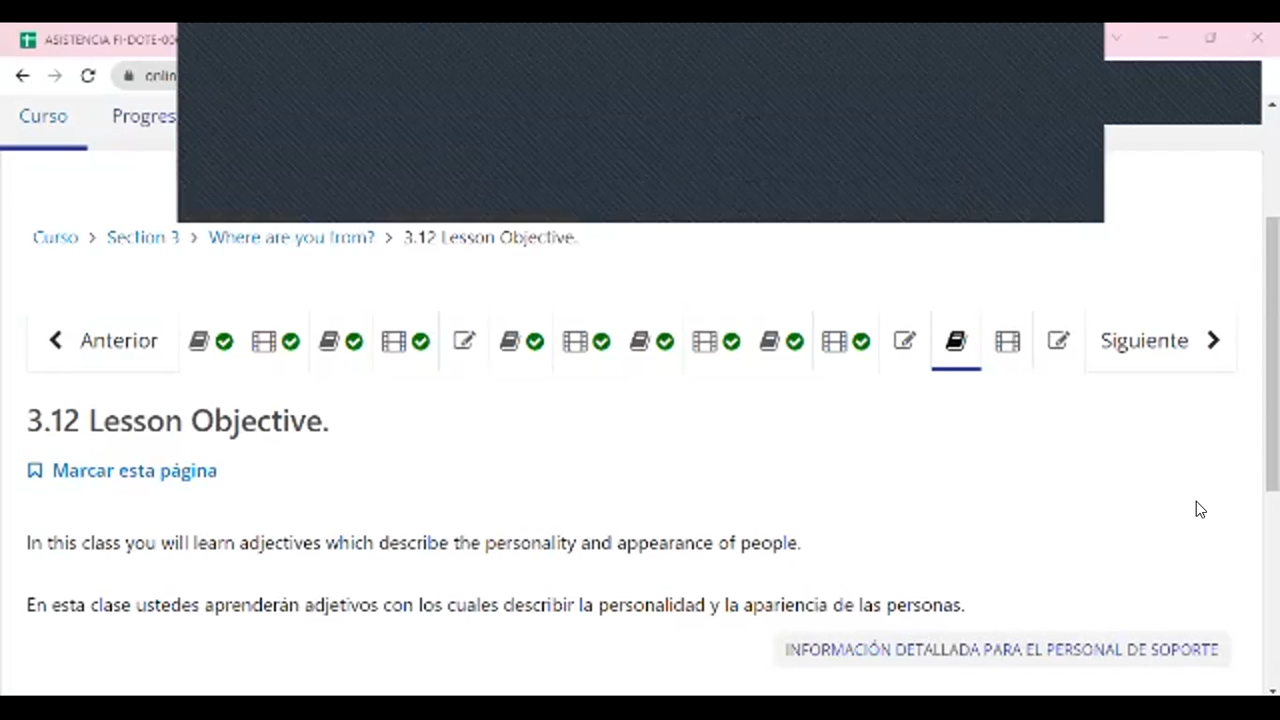 ASISTENCIA FI-DOTE-00
onlin
Curso
Progres
Curso > Section 3 > Where are you from? > 3.12 Lesson Objective.
Anterior
Siguiente
3.12 Lesson Objective.
Marcar esta página
In this class you will learn adjectives which describe the personality and appearance of people.
En esta clase ustedes aprenderán adjetivos con los cuales describir la personalidad y la apariencia de las personas.
INFORMACIÓN DETALLADA PARA EL PERSONAL DE SOPORTE